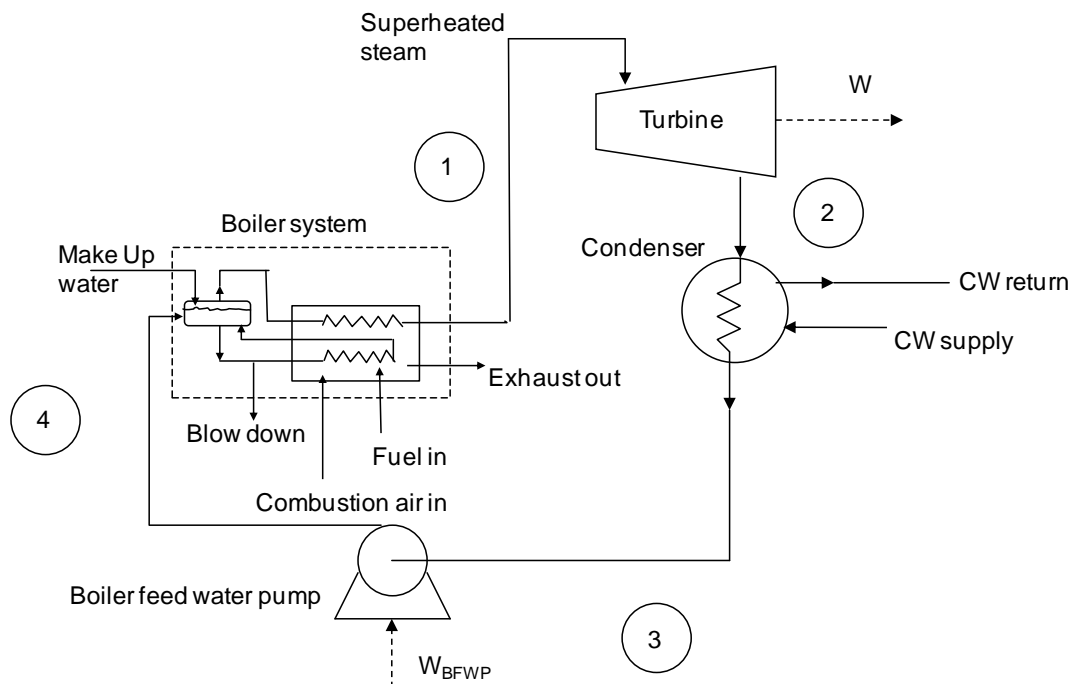 Superheated
steam
W
Turbine
1
2
Boiler system
Condenser
Make Up
water
CW return
CW supply
Exhaust out
4
Blow down
Fuel in
Combustion air in
Boiler feed water pump
3
W_BFWP